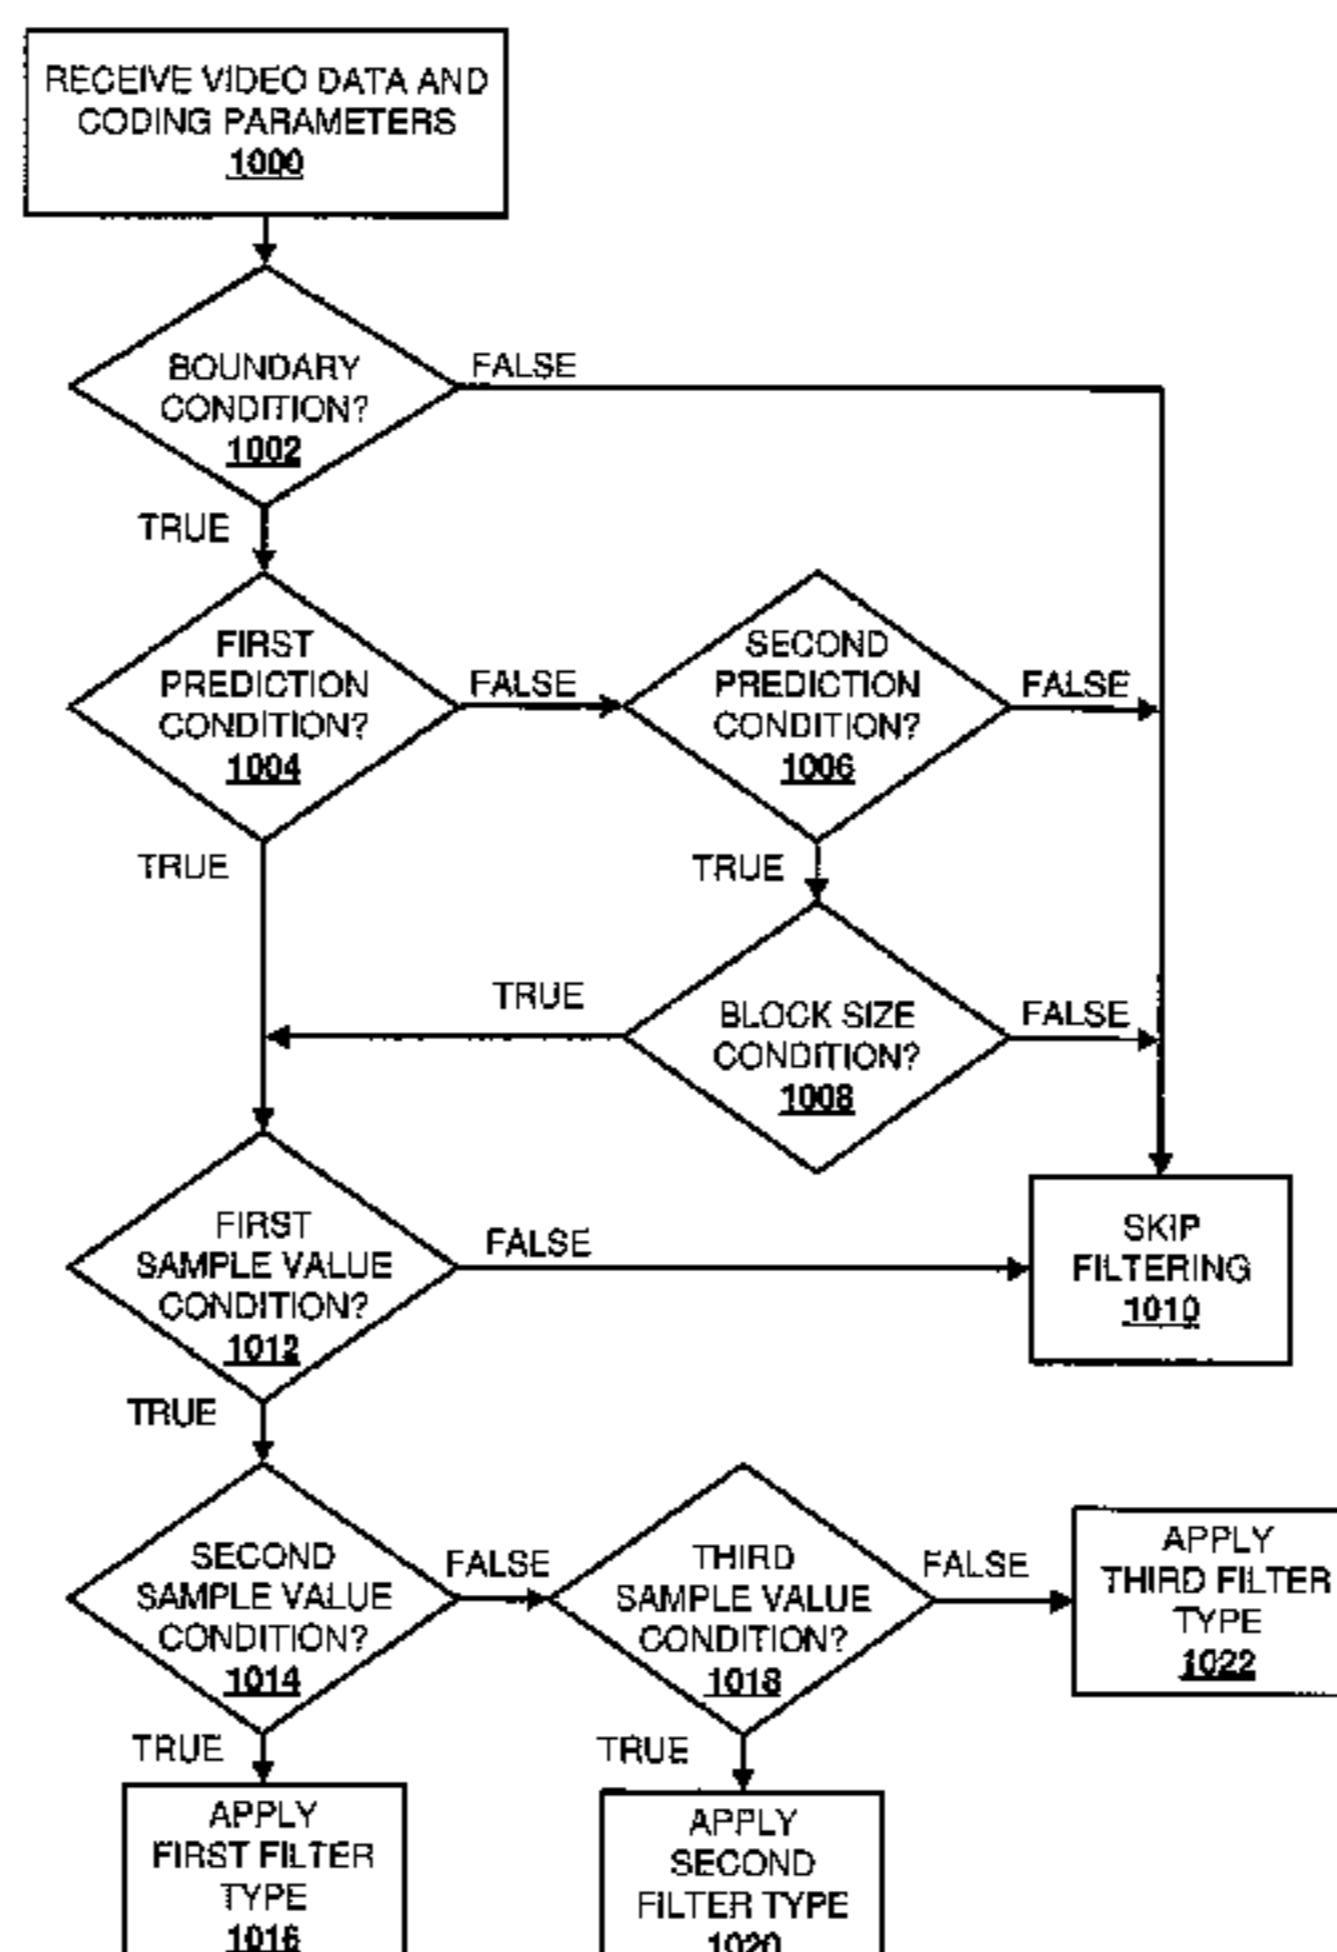 RECEIVE VIDEO DATA AND
CODING PARAMETERS
1000
BOUNDARY
CONDITION?
1002
FALSE
TRUE
FIRST
PREDICTION
CONDITION?
1004
FALSE
SECOND
PREDICTION
CONDITION?
1006
FALSE
TRUE
TRUE
TRUE
BLOCK SIZE
CONDITION?
1008
FALSE
FIRST
SAMPLE VALUE
CONDITION?
1012
FALSE
SKIP
FILTERING
1010
TRUE
SECOND
SAMPLE VALUE
CONDITION?
1014
FALSE
THIRD
SAMPLE VALUE
CONDITION?
1018
FALSE
APPLY
THIRD FILTER
TYPE
1022
TRUE
TRUE
APPLY
FIRST FILTER
TYPE
1016
APPLY
SECOND
FILTER TYPE
1020